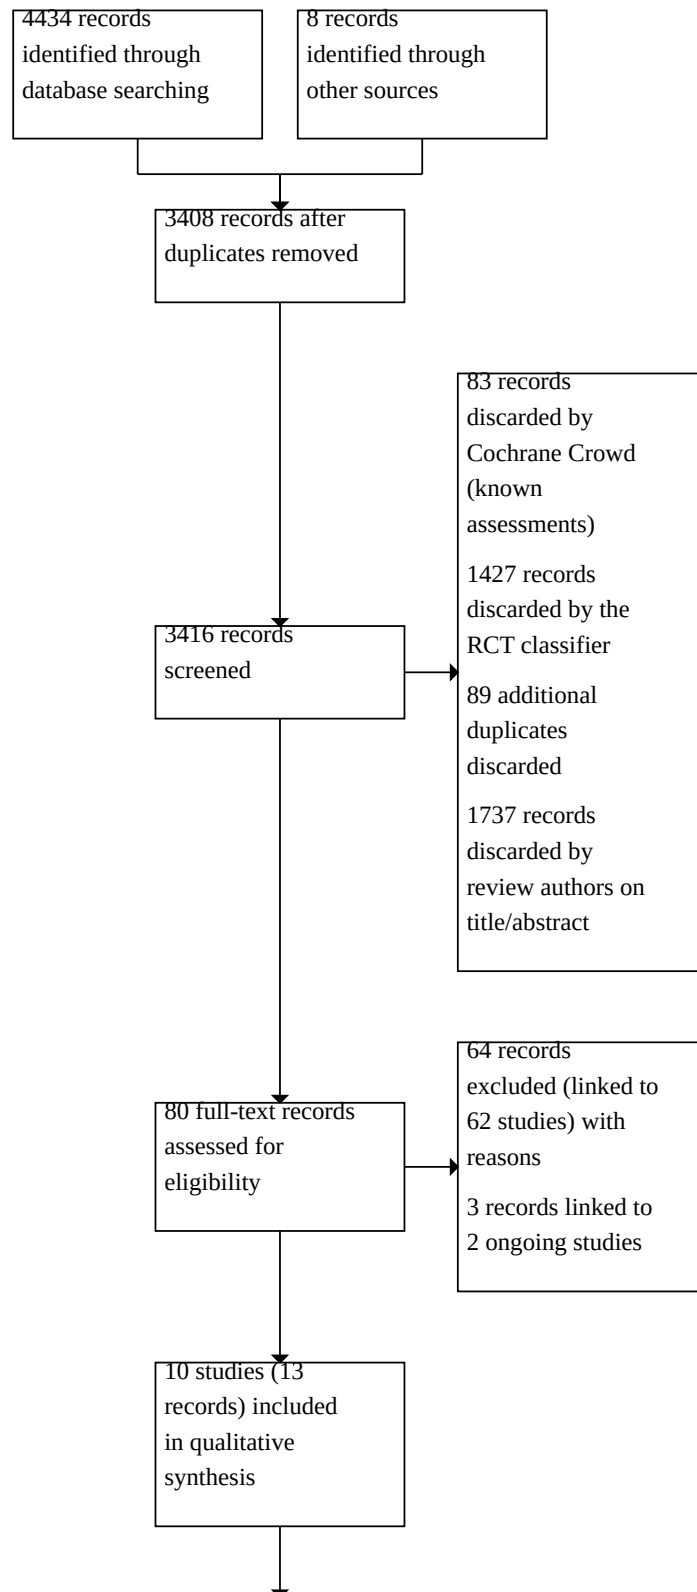 4434 records
identified through
database searching
8 records
identified through
other sources
3408 records after
duplicates removed
83 records
discarded by
Cochrane Crowd
(known
assessments)
1427 records
discarded by the
RCT classifier
89 additional
duplicates
discarded
1737 records
discarded by
review authors on
title/abstract
3416 records
screened
64 records
excluded (linked to
62 studies) with
reasons
3 records linked to
2 ongoing studies
80 full-text records
assessed for
eligibility
10 studies (13
records) included
in qualitative
synthesis